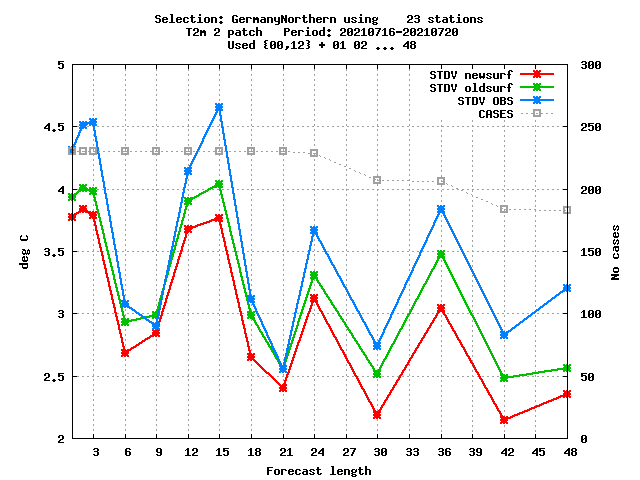 Selection: GermanyNorthern using    23 stations
T2m 2 patch   Period: 20210716-20210720
Used {00,12} + 01 02 ... 48
STDV newsurf
STDV oldsurf
STDV OBS
CASES
5
4.5
4
3.5
3
2.5
2
deg C
300
250
200
150
100
50
0
No cases
3 6 9 12 15 18 21 24 27 30 33 36 39 42 45 48
Forecast length